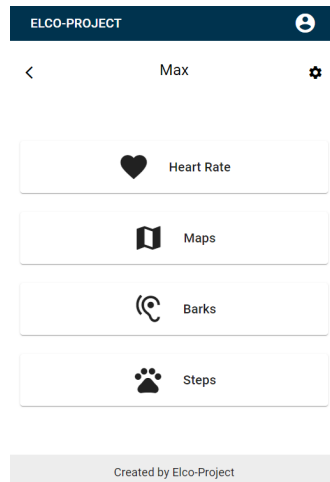 ELCO-PROJECT
Max
Heart Rate
Maps
Barks
Steps
Created by Elco-Project